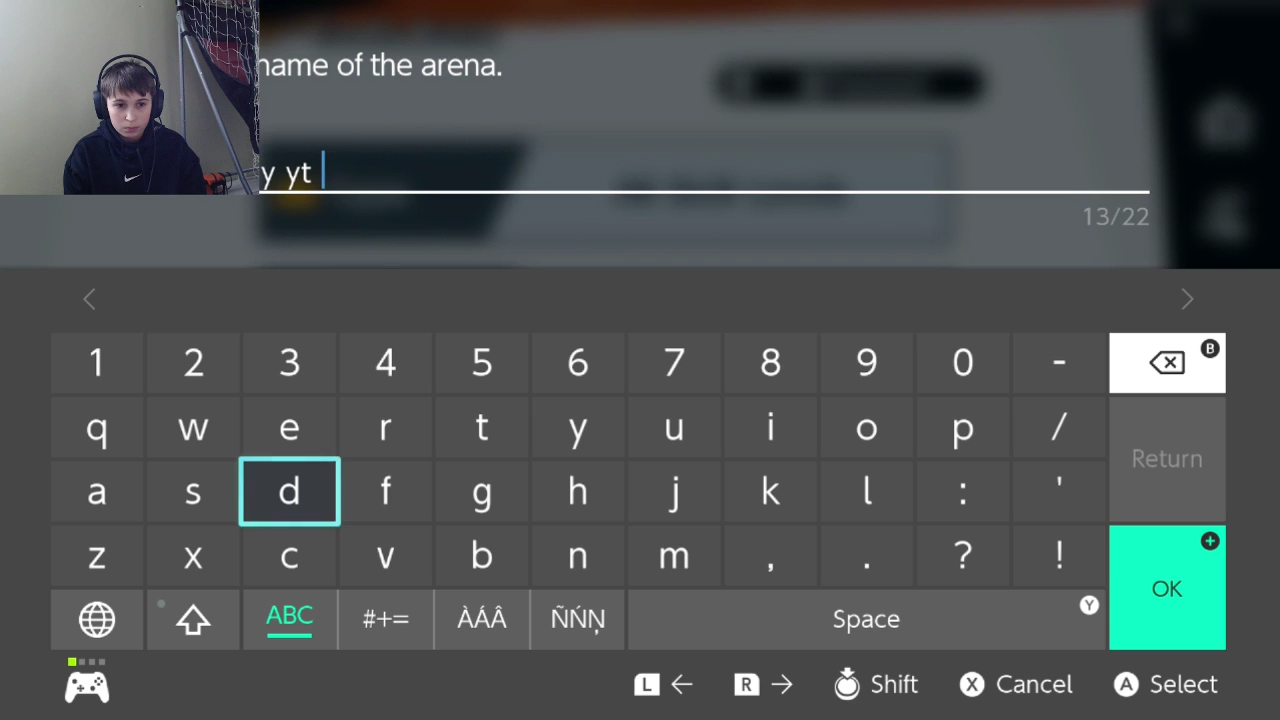 name of the arena.
y yt
13/22
1 2 3 4 5 6 7 8 9 0 -
q w e r t y u i o p /
Return
a s d f g h j k l : '
z x c v b n m , . ? !
OK
ABC #+= ÀÁÂ ÑŃŅ Space
L ← R → Shift X Cancel A Select
B
+
Y